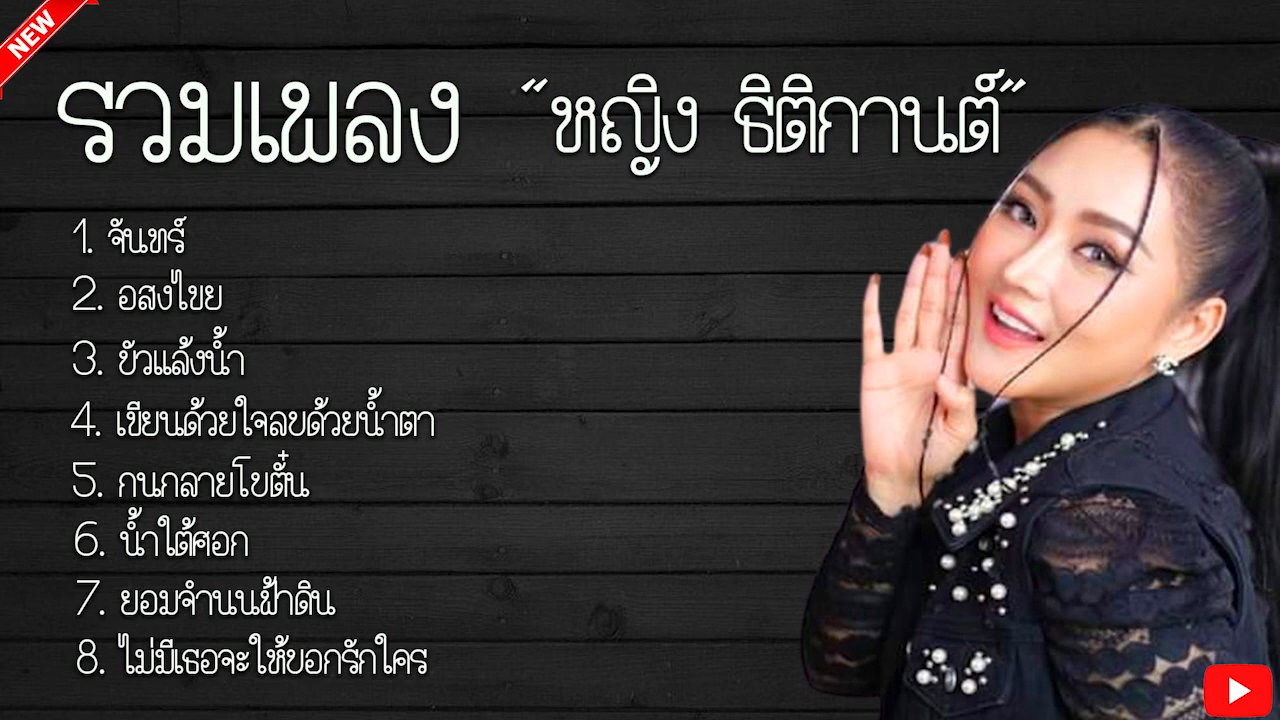 NEW
รวมเพลง “หญิง ธิติกานต์”
1. จันทร์
2. อสงไขย
3. บัวแล้งน้ำ
4. เขียนด้วยใจลบด้วยน้ำตา
5. กนกลายโบตั๋น
6. น้ำใต้ศอก
7. ยอมจำนนฟ้าดิน
8. ไม่มีเธอจะให้บอกรักใคร